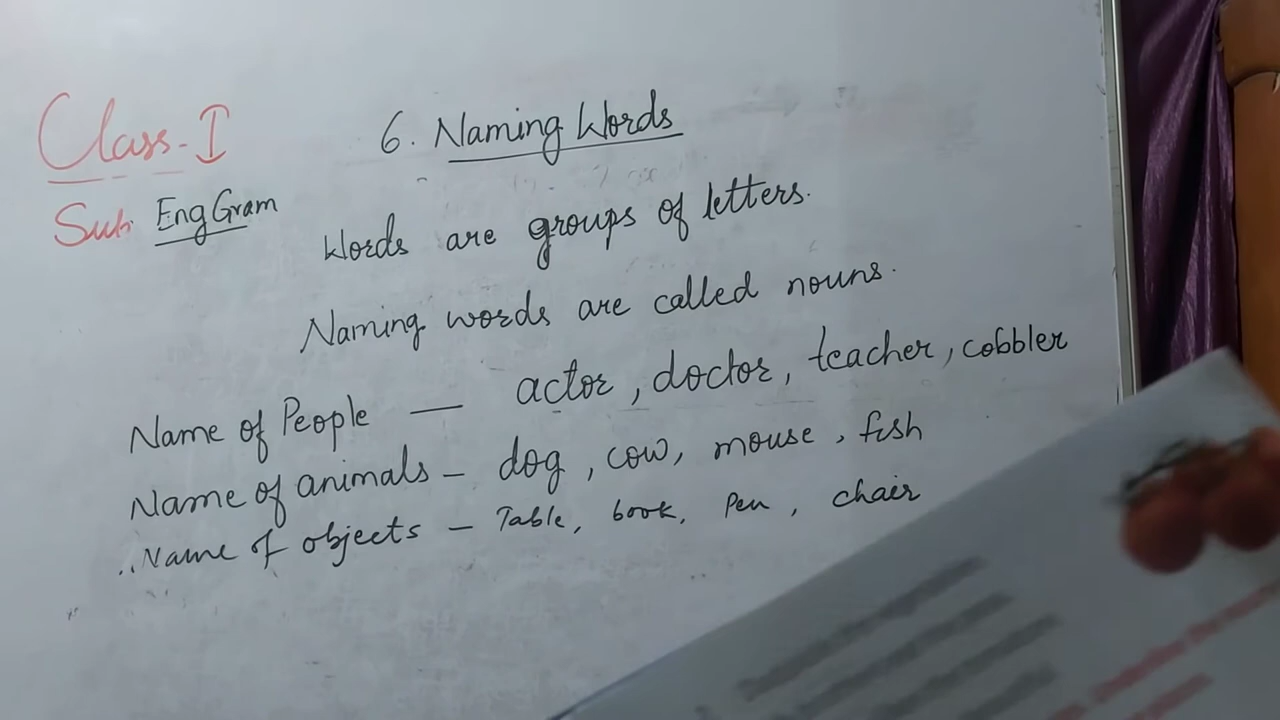 Class-I
6. Naming Words
Sub: Eng Gram
Words are groups of letters.
Naming words are called nouns.
Name of People — actor, doctor, teacher, cobbler
Name of animals - dog, cow, mouse, fish
Name of objects - Table, book, Pen, chair